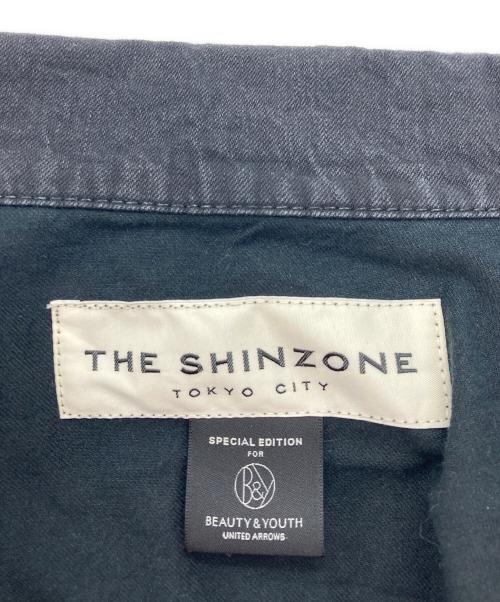 THE SHINZONE
TOKYO CITY
SPECIAL EDITION
FOR
B&Y
BEAUTY & YOUTH
UNITED ARROWS